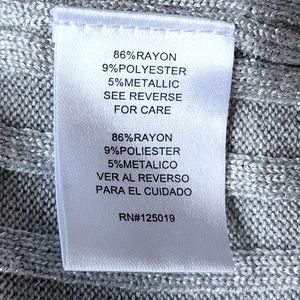 86%RAYON
9%POLYESTER
5%METALLIC
SEE REVERSE
FOR CARE
86%RAYON
9%POLIESTER
5%METALICO
VER AL REVERSO
PARA EL CUIDADO
RN#125019